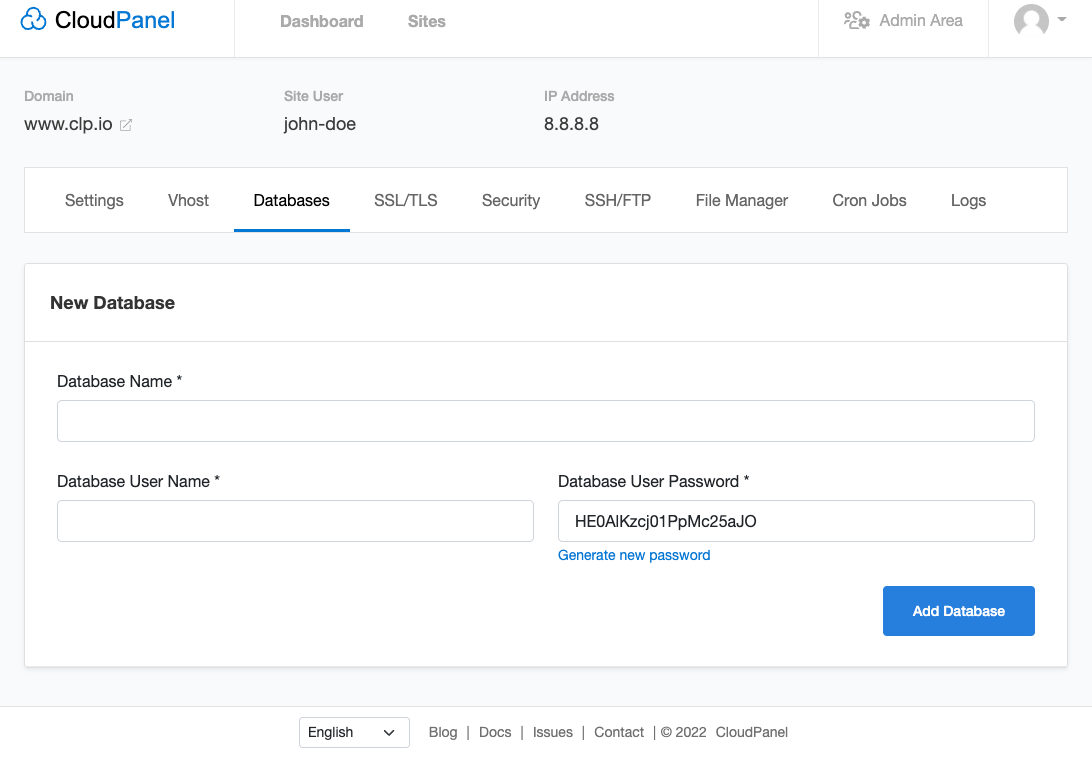 CloudPanel Dashboard Sites Admin Area
Domain Site User IP Address
www.clp.io john-doe 8.8.8.8
Settings Vhost Databases SSL/TLS Security SSH/FTP File Manager Cron Jobs Logs
New Database
Database Name *
Database User Name * Database User Password *
HE0AlKzcj01PpMc25aJO
Generate new password
Add Database
English Blog | Docs | Issues | Contact | © 2022 CloudPanel